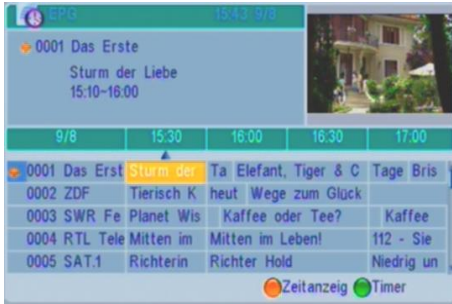 EPG 15:43 9/8
0001 Das Erste
Sturm der Liebe
15:10~16:00
9/8 15:30 16:00 16:30 17:00
0001 Das Erst Sturm der Ta Elefant, Tiger & C Tage Bris
0002 ZDF Tierisch K heut Wege zum Glück
0003 SWR Fe Planet Wis Kaffee oder Tee? Kaffee
0004 RTL Tele Mitten im Mitten im Leben! 112 - Sie
0005 SAT.1 Richterin Richter Hold Niedrig un
Zeitanzeig Timer